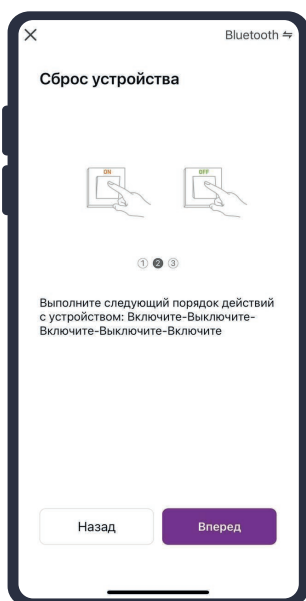 Bluetooth ⇋
Сброс устройства
ON OFF
① ② ③
Выполните следующий порядок действий
с устройством: Включите-Выключите-
Включите-Выключите-Включите
Назад Вперед